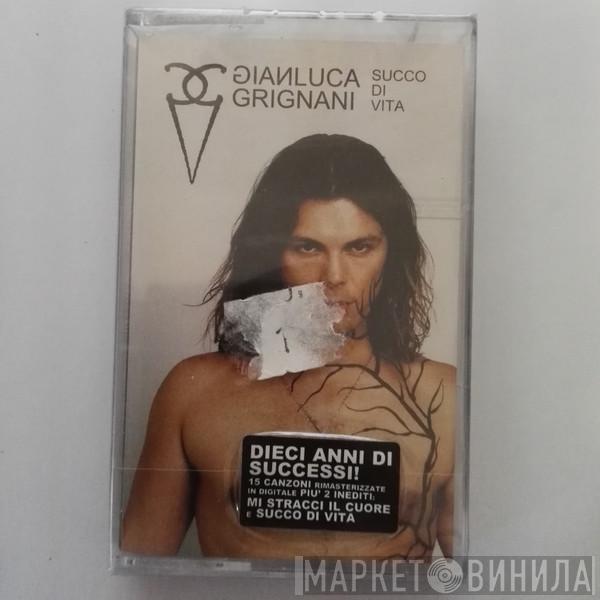 GIANLUCA
GRIGNANI
SUCCO
DI
VITA
DIECI ANNI DI
SUCCESSI!
15 CANZONI RIMASTERIZZATE
IN DIGITALE PIU' 2 INEDITI:
MI STRACCI IL CUORE
E SUCCO DI VITA
МАРКЕТ ВИНИЛА